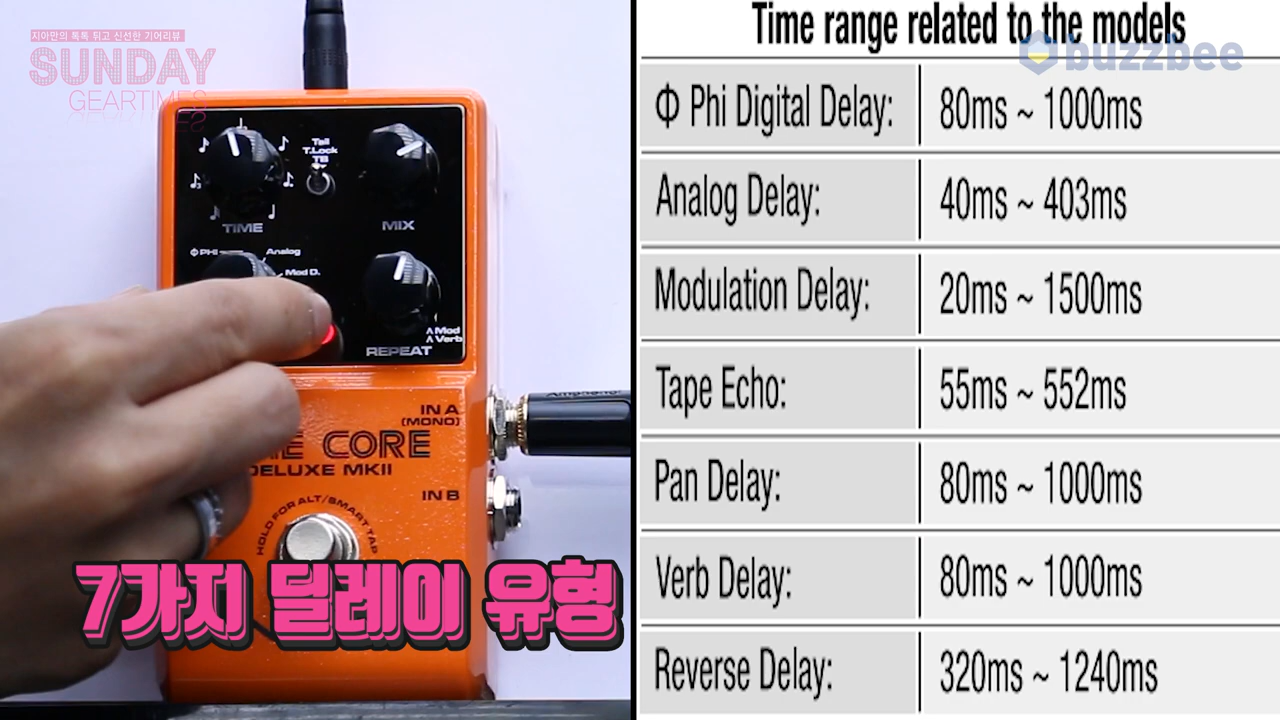 지아만의 톡톡 튀고 신선한 기어리뷰
SUNDAY
GEARTIMES
Tail
T.Lock
TB
TIME
MIX
Φ PHI
Analog
Mod D.
∧ Mod
∧ Verb
REPEAT
Amphenol
IN A
(MONO)
CORE
DELUXE MKII
IN B
HOLD FOR ALT/SMART TAP
7가지 딜레이 유형
Time range related to the models
buzzbee
Φ Phi Digital Delay: 80ms ~ 1000ms
Analog Delay: 40ms ~ 403ms
Modulation Delay: 20ms ~ 1500ms
Tape Echo: 55ms ~ 552ms
Pan Delay: 80ms ~ 1000ms
Verb Delay: 80ms ~ 1000ms
Reverse Delay: 320ms ~ 1240ms